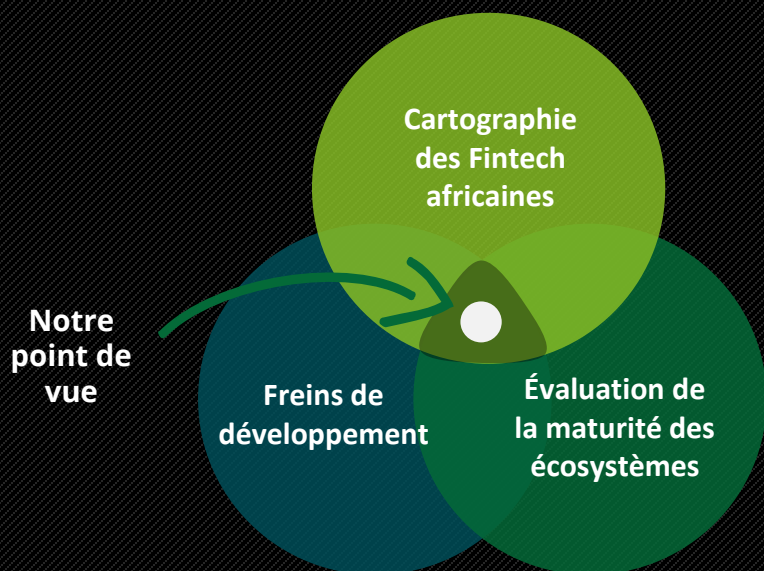 Cartographie
des Fintech
africaines
Notre
point de
vue
Freins de
développement
Évaluation de
la maturité des
écosystèmes